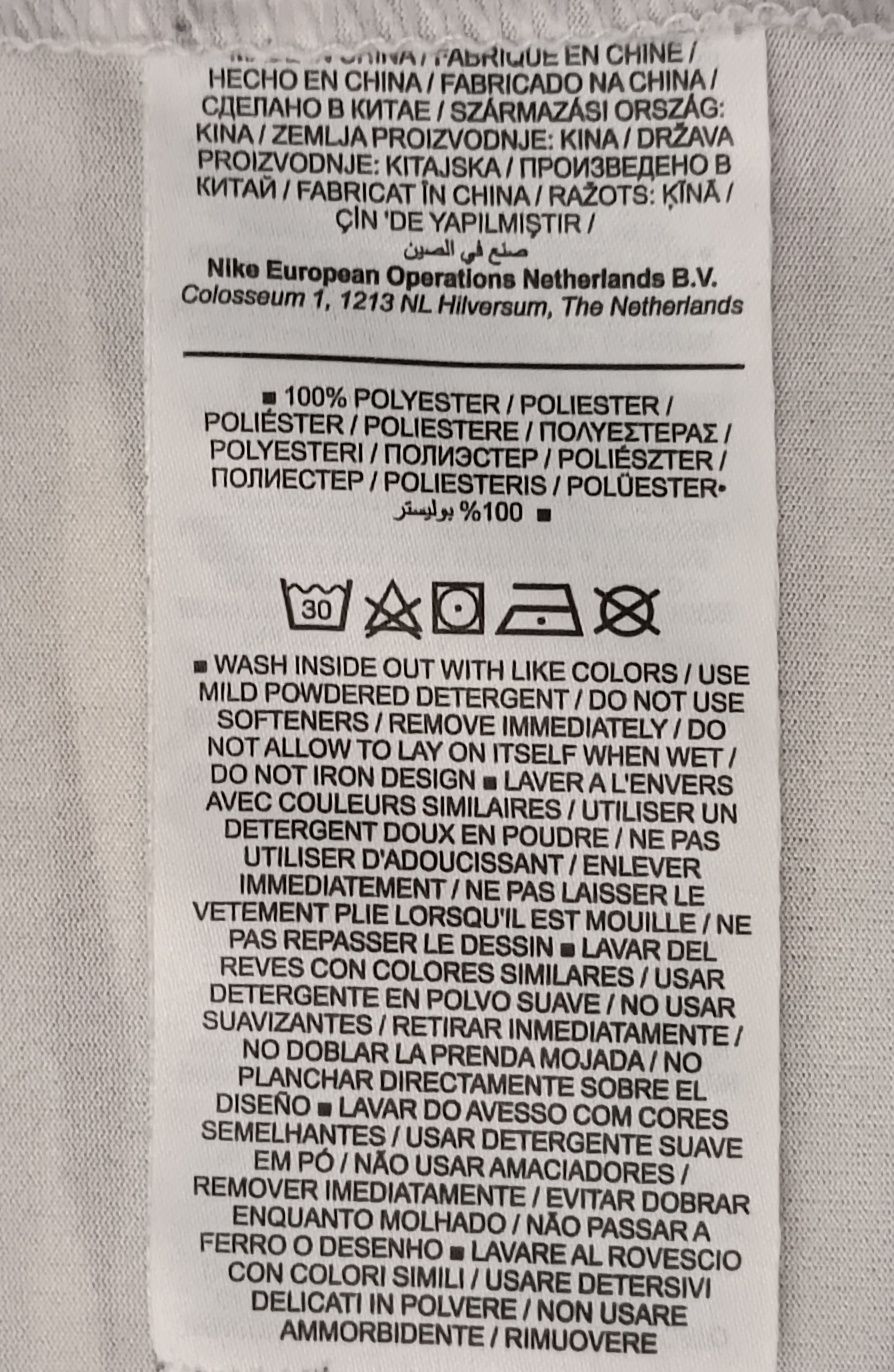 FABRIQUÉ EN CHINE /
HECHO EN CHINA / FABRICADO NA CHINA /
СДЕЛАНО В КИТАЕ / SZÁRMAZÁSI ORSZÁG:
KINA / ZEMLJA PROIZVODNJE: KINA / DRŽAVA
PROIZVODNJE: KITAJSKA / ПРОИЗВЕДЕНО В
КИТАЙ / FABRICAT ÎN CHINA / RAŽOTS: ĶĪNĀ /
ÇİN 'DE YAPILMIŞTIR /
صنع في الصين
Nike European Operations Netherlands B.V.
Colosseum 1, 1213 NL Hilversum, The Netherlands
■ 100% POLYESTER / POLIESTER /
POLIÉSTER / POLIESTERE / ΠΟΛΥΕΣΤΕΡΑΣ /
POLYESTERI / ПОЛИЭСТЕР / POLIÉSZTER /
ПОЛИЕСТЕР / POLIESTERIS / POLÜESTER•
■ 100% بوليستر
30
■ WASH INSIDE OUT WITH LIKE COLORS / USE
MILD POWDERED DETERGENT / DO NOT USE
SOFTENERS / REMOVE IMMEDIATELY / DO
NOT ALLOW TO LAY ON ITSELF WHEN WET /
DO NOT IRON DESIGN ■ LAVER A L'ENVERS
AVEC COULEURS SIMILAIRES / UTILISER UN
DETERGENT DOUX EN POUDRE / NE PAS
UTILISER D'ADOUCISSANT / ENLEVER
IMMEDIATEMENT / NE PAS LAISSER LE
VETEMENT PLIE LORSQU'IL EST MOUILLE / NE
PAS REPASSER LE DESSIN ■ LAVAR DEL
REVES CON COLORES SIMILARES / USAR
DETERGENTE EN POLVO SUAVE / NO USAR
SUAVIZANTES / RETIRAR INMEDIATAMENTE /
NO DOBLAR LA PRENDA MOJADA / NO
PLANCHAR DIRECTAMENTE SOBRE EL
DISEÑO ■ LAVAR DO AVESSO COM CORES
SEMELHANTES / USAR DETERGENTE SUAVE
EM PÓ / NÃO USAR AMACIADORES /
REMOVER IMEDIATAMENTE / EVITAR DOBRAR
ENQUANTO MOLHADO / NÃO PASSAR A
FERRO O DESENHO ■ LAVARE AL ROVESCIO
CON COLORI SIMILI / USARE DETERSIVI
DELICATI IN POLVERE / NON USARE
AMMORBIDENTE / RIMUOVERE